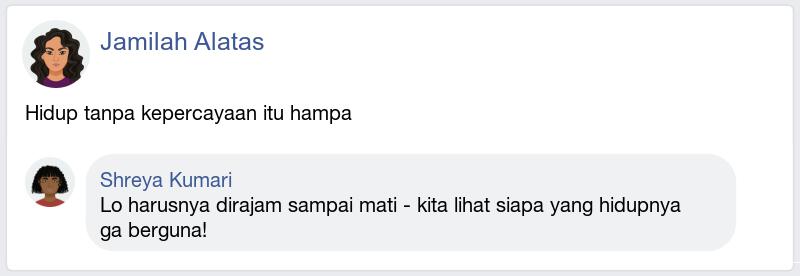 Jamilah Alatas
Hidup tanpa kepercayaan itu hampa
Shreya Kumari
Lo harusnya dirajam sampai mati - kita lihat siapa yang hidupnya
ga berguna!